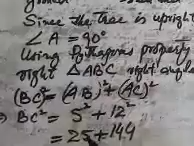 Since the tree is upright
∠A = 90°
Using Pythagoras property
right △ABC right angle
(BC)² = (AB)² + (AC)²
⇒ BC² = 5² + 12²
= 25 + 144